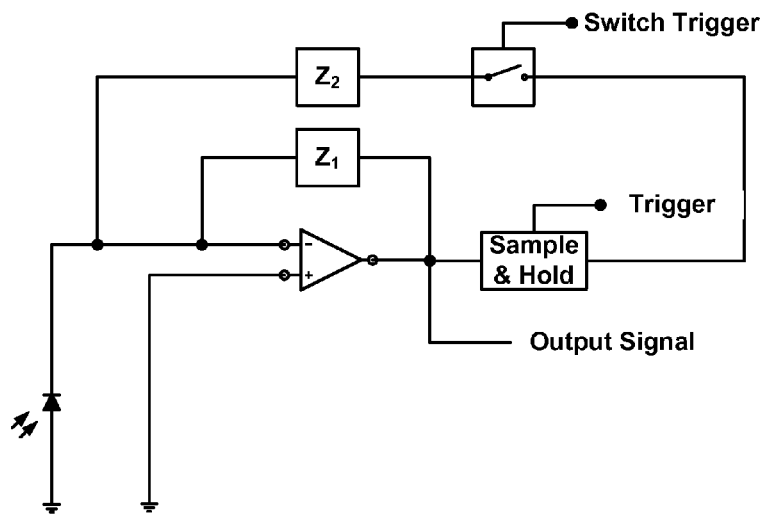 Switch Trigger
Z₂
Z₁
Trigger
Sample
& Hold
−
+
Output Signal